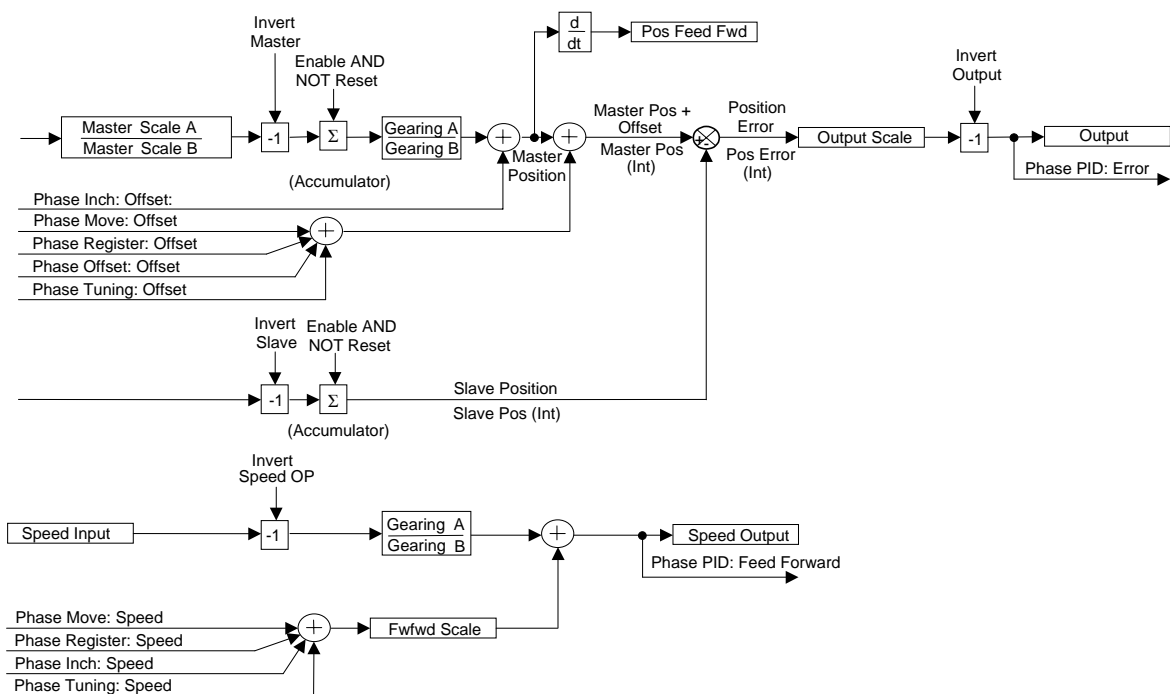 Invert
Master
Enable AND
NOT Reset
d
dt
Pos Feed Fwd
Invert
Output
Master Scale A
Master Scale B
-1
Σ
Gearing A
Gearing B
+
+
Master
Position
Master Pos +
Offset
Master Pos
(Int)
+
-
Position
Error
Pos Error
(Int)
Output Scale
-1
Output
Phase PID: Error
(Accumulator)
Phase Inch: Offset:
Phase Move: Offset
Phase Register: Offset
Phase Offset: Offset
Phase Tuning: Offset
+
Invert
Slave
Enable AND
NOT Reset
-1
Σ
Slave Position
Slave Pos (Int)
(Accumulator)
Invert
Speed OP
Speed Input
-1
Gearing A
Gearing B
+
Speed Output
Phase PID: Feed Forward
Phase Move: Speed
Phase Register: Speed
Phase Inch: Speed
Phase Tuning: Speed
+
Fwfwd Scale